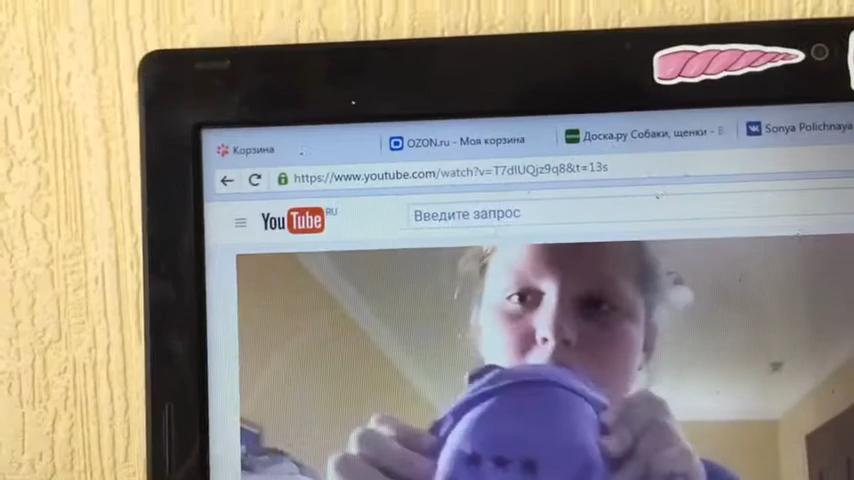 Корзина
OZON.ru - Моя корзина
Доска.ру Собаки, щенки - В
Sonya Polichnaya
https://www.youtube.com/watch?v=T7dIUQjz9q8&t=13s
YouTube RU
Введите запрос